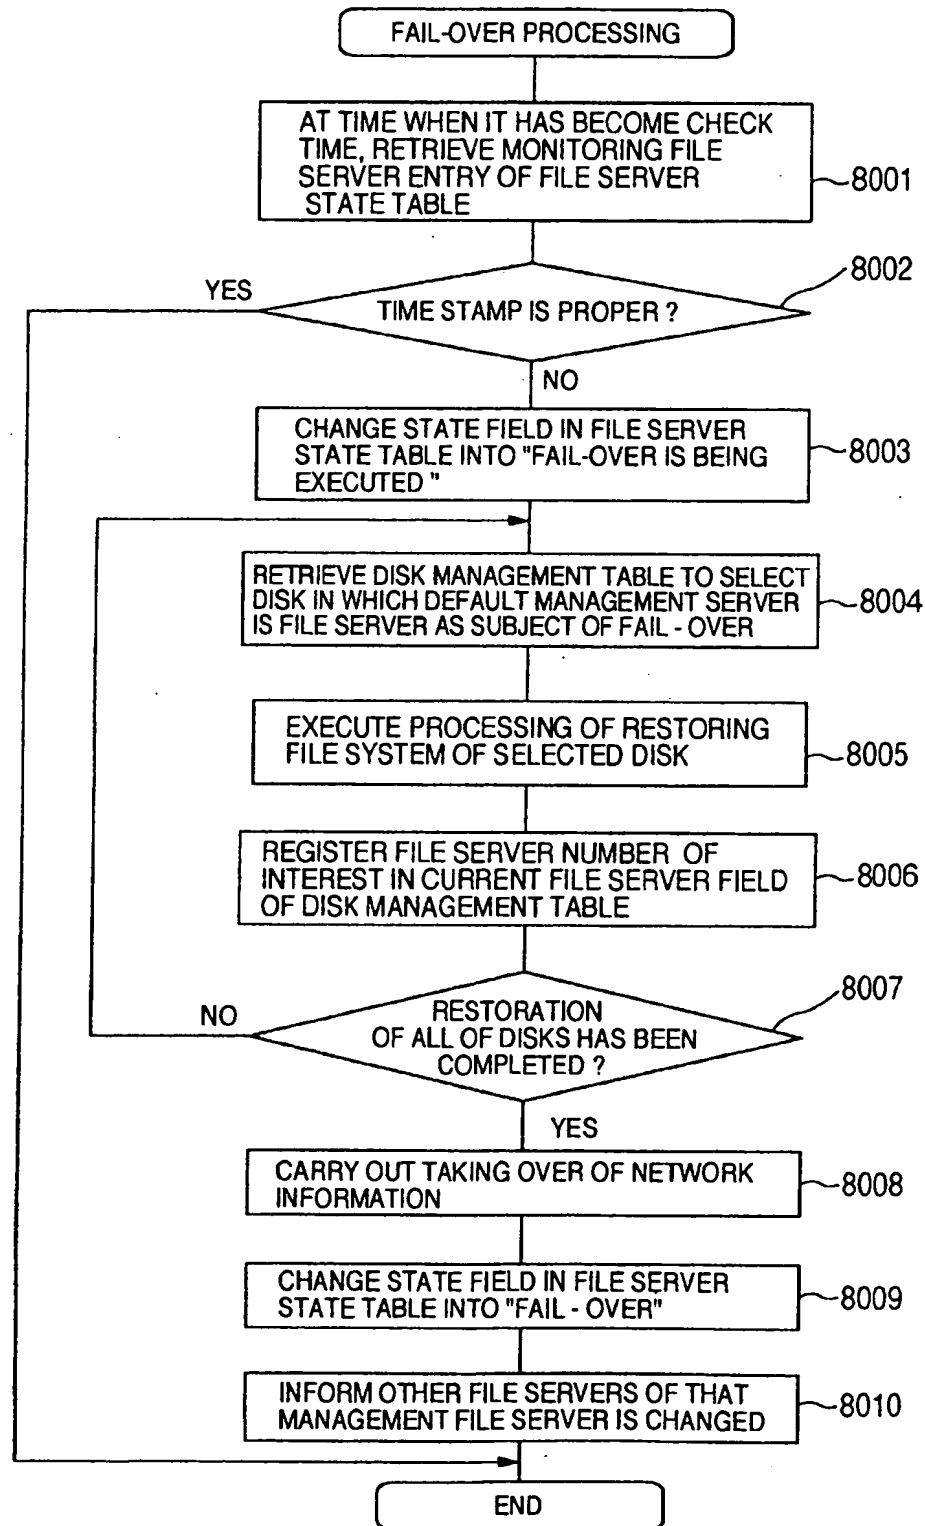 FAIL-OVER PROCESSING
AT TIME WHEN IT HAS BECOME CHECK
TIME, RETRIEVE MONITORING FILE
SERVER ENTRY OF FILE SERVER
STATE TABLE
8001
8002
YES
TIME STAMP IS PROPER ?
NO
CHANGE STATE FIELD IN FILE SERVER
STATE TABLE INTO "FAIL-OVER IS BEING
EXECUTED "
8003
RETRIEVE DISK MANAGEMENT TABLE TO SELECT
DISK IN WHICH DEFAULT MANAGEMENT SERVER
IS FILE SERVER AS SUBJECT OF FAIL - OVER
8004
EXECUTE PROCESSING OF RESTORING
FILE SYSTEM OF SELECTED DISK
8005
REGISTER FILE SERVER NUMBER OF
INTEREST IN CURRENT FILE SERVER FIELD
OF DISK MANAGEMENT TABLE
8006
8007
NO
RESTORATION
OF ALL OF DISKS HAS BEEN
COMPLETED ?
YES
CARRY OUT TAKING OVER OF NETWORK
INFORMATION
8008
CHANGE STATE FIELD IN FILE SERVER
STATE TABLE INTO "FAIL - OVER"
8009
INFORM OTHER FILE SERVERS OF THAT
MANAGEMENT FILE SERVER IS CHANGED
8010
END